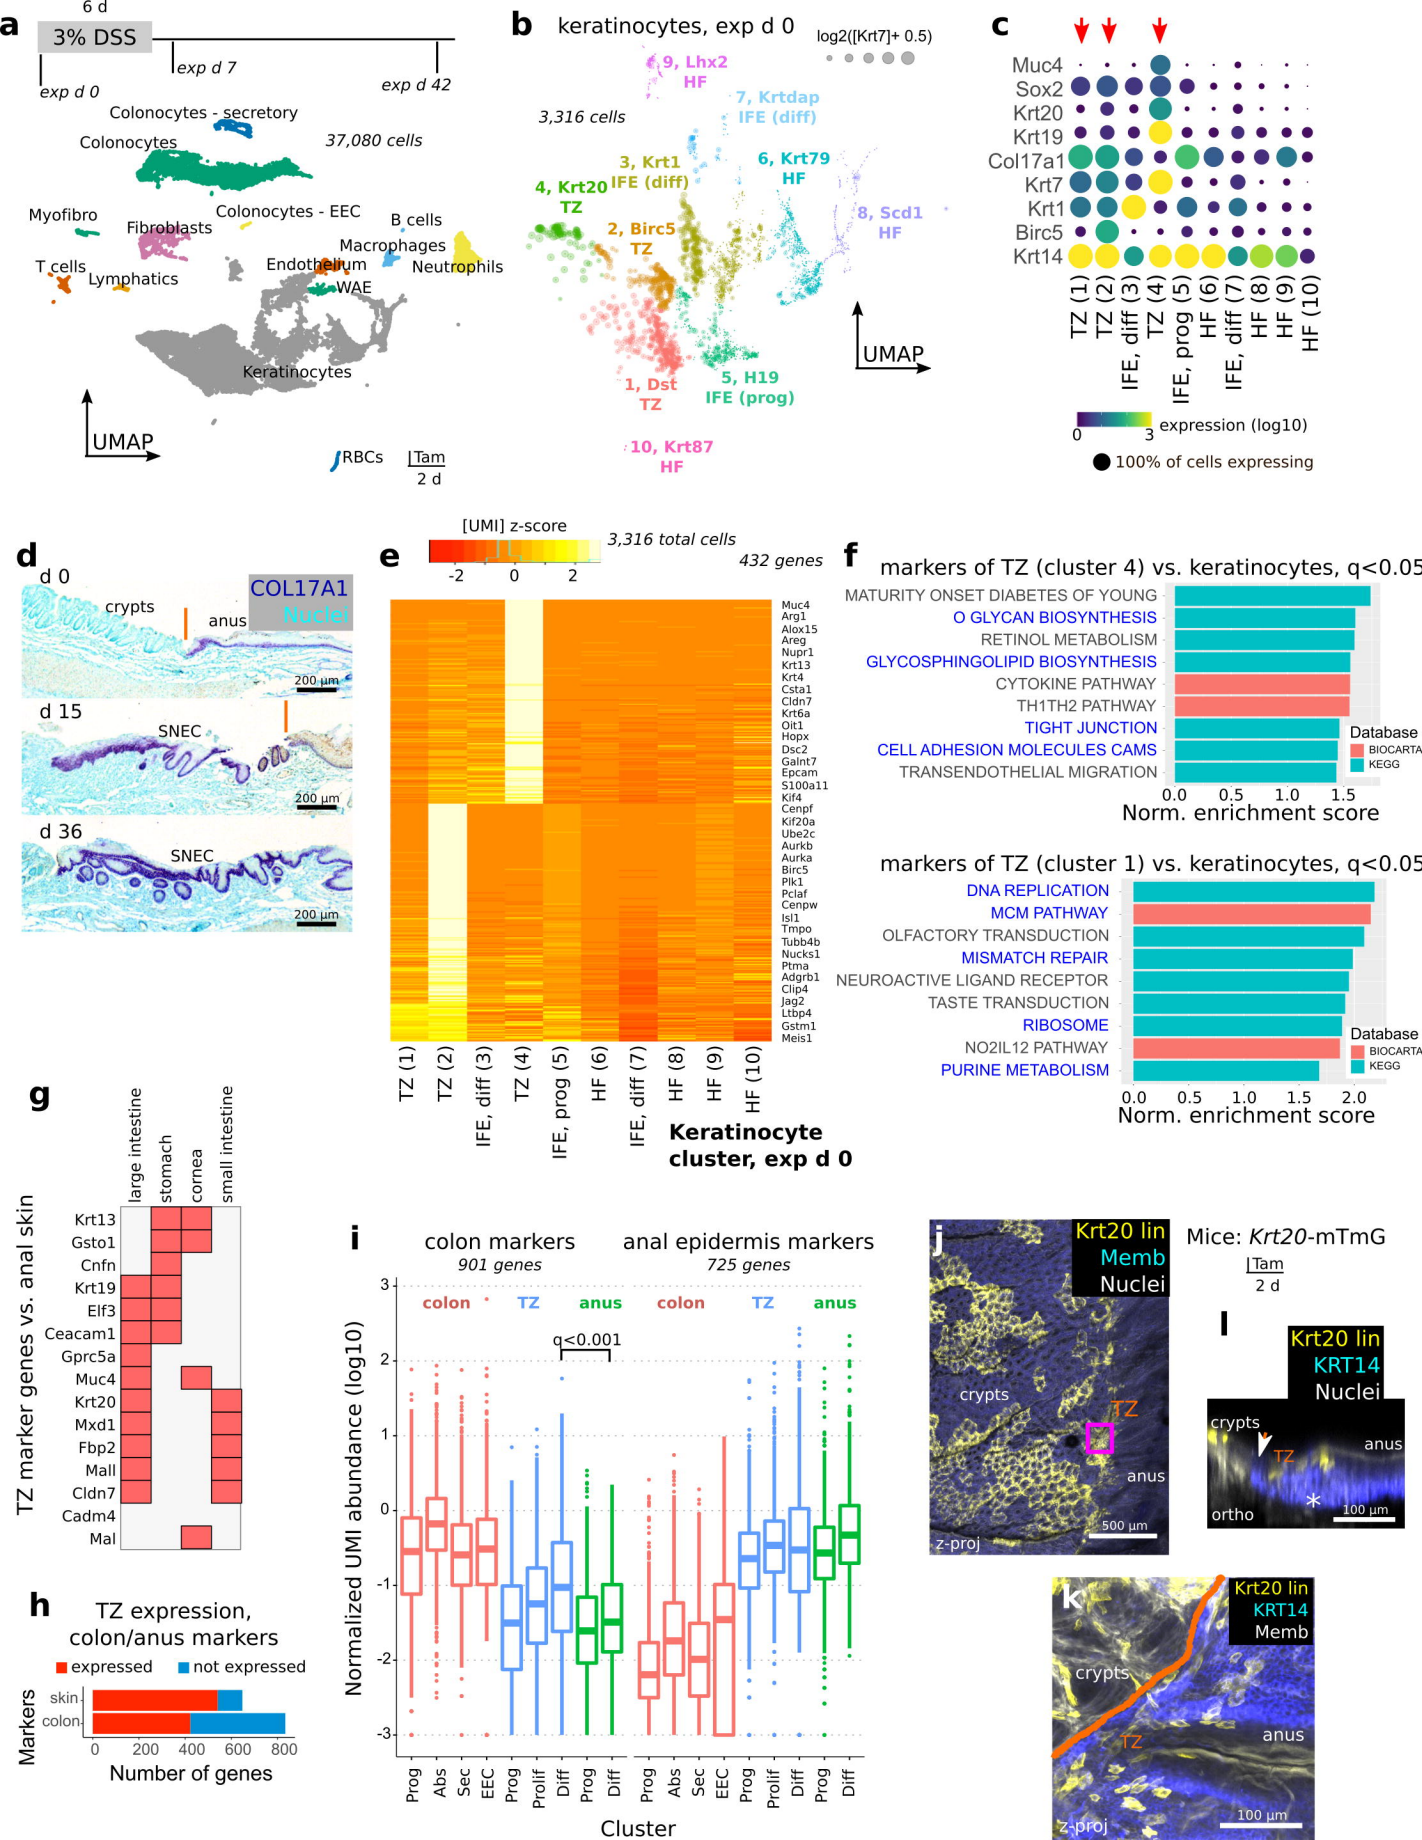 a
6 d
3% DSS
exp d 0
exp d 7
exp d 42
Colonocytes - secretory
Colonocytes
37,080 cells
Myofibro
Fibroblasts
Colonocytes - EEC
B cells
Macrophages
T cells
Lymphatics
Endothelium
Neutrophils
WAE
Keratinocytes
UMAP
RBCs
Tam
2 d
b
keratinocytes, exp d 0
log2([Krt7]+ 0.5)
9, Lhx2
HF
3,316 cells
7, Krtdap
IFE (diff)
3, Krt1
IFE (diff)
6, Krt79
HF
4, Krt20
TZ
2, Birc5
TZ
8, Scd1
HF
1, Dst
TZ
5, H19
IFE (prog)
10, Krt87
HF
UMAP
c
Muc4
Sox2
Krt20
Krt19
Col17a1
Krt7
Krt1
Birc5
Krt14
TZ (1)
TZ (2)
IFE, diff (3)
TZ (4)
IFE, prog (5)
HF (6)
IFE, diff (7)
HF (8)
HF (9)
HF (10)
0 3 expression (log10)
100% of cells expressing
d
d 0
COL17A1
Nuclei
crypts
anus
200 µm
d 15
SNEC
200 µm
d 36
SNEC
200 µm
e
[UMI] z-score
-2 0 2
3,316 total cells
432 genes
Muc4
Arg1
Alox15
Areg
Nupr1
Krt13
Krt4
Csta1
Cldn7
Krt6a
Oit1
Hopx
Dsc2
Galnt7
Epcam
S100a11
Kif4
Cenpf
Kif20a
Ube2c
Aurkb
Aurka
Birc5
Plk1
Pclaf
Cenpw
Isl1
Tmpo
Tubb4b
Nucks1
Ptma
Adgrb1
Clip4
Jag2
Ltbp4
Gstm1
Meis1
TZ (1)
TZ (2)
IFE, diff (3)
TZ (4)
IFE, prog (5)
HF (6)
IFE, diff (7)
HF (8)
HF (9)
HF (10)
Keratinocyte
cluster, exp d 0
f
markers of TZ (cluster 4) vs. keratinocytes, q<0.05
MATURITY ONSET DIABETES OF YOUNG
O GLYCAN BIOSYNTHESIS
RETINOL METABOLISM
GLYCOSPHINGOLIPID BIOSYNTHESIS
CYTOKINE PATHWAY
TH1TH2 PATHWAY
TIGHT JUNCTION
CELL ADHESION MOLECULES CAMS
TRANSENDOTHELIAL MIGRATION
Database
BIOCARTA
KEGG
0.0 0.5 1.0 1.5
Norm. enrichment score
markers of TZ (cluster 1) vs. keratinocytes, q<0.05
DNA REPLICATION
MCM PATHWAY
OLFACTORY TRANSDUCTION
MISMATCH REPAIR
NEUROACTIVE LIGAND RECEPTOR
TASTE TRANSDUCTION
RIBOSOME
NO2IL12 PATHWAY
PURINE METABOLISM
Database
BIOCARTA
KEGG
0.0 0.5 1.0 1.5 2.0
Norm. enrichment score
g
large intestine
stomach
cornea
small intestine
TZ marker genes vs. anal skin
Krt13
Gsto1
Cnfn
Krt19
Elf3
Ceacam1
Gprc5a
Muc4
Krt20
Mxd1
Fbp2
Mall
Cldn7
Cadm4
Mal
h
TZ expression,
colon/anus markers
expressed not expressed
Markers
skin
colon
0 200 400 600 800
Number of genes
i
colon markers
901 genes
anal epidermis markers
725 genes
colon TZ anus colon TZ anus
q<0.001
Normalized UMI abundance (log10)
3
2
1
0
-1
-2
-3
Prog
Abs
Sec
EEC
Prog
Prolif
Diff
Prog
Diff
Prog
Abs
Sec
EEC
Prog
Prolif
Diff
Prog
Diff
Cluster
j
Krt20 lin
Memb
Nuclei
crypts
TZ
anus
500 µm
z-proj
Mice: Krt20-mTmG
Tam
2 d
l
Krt20 lin
KRT14
Nuclei
crypts
TZ
anus
ortho
*
100 µm
k
Krt20 lin
KRT14
Memb
crypts
TZ
anus
100 µm
z-proj